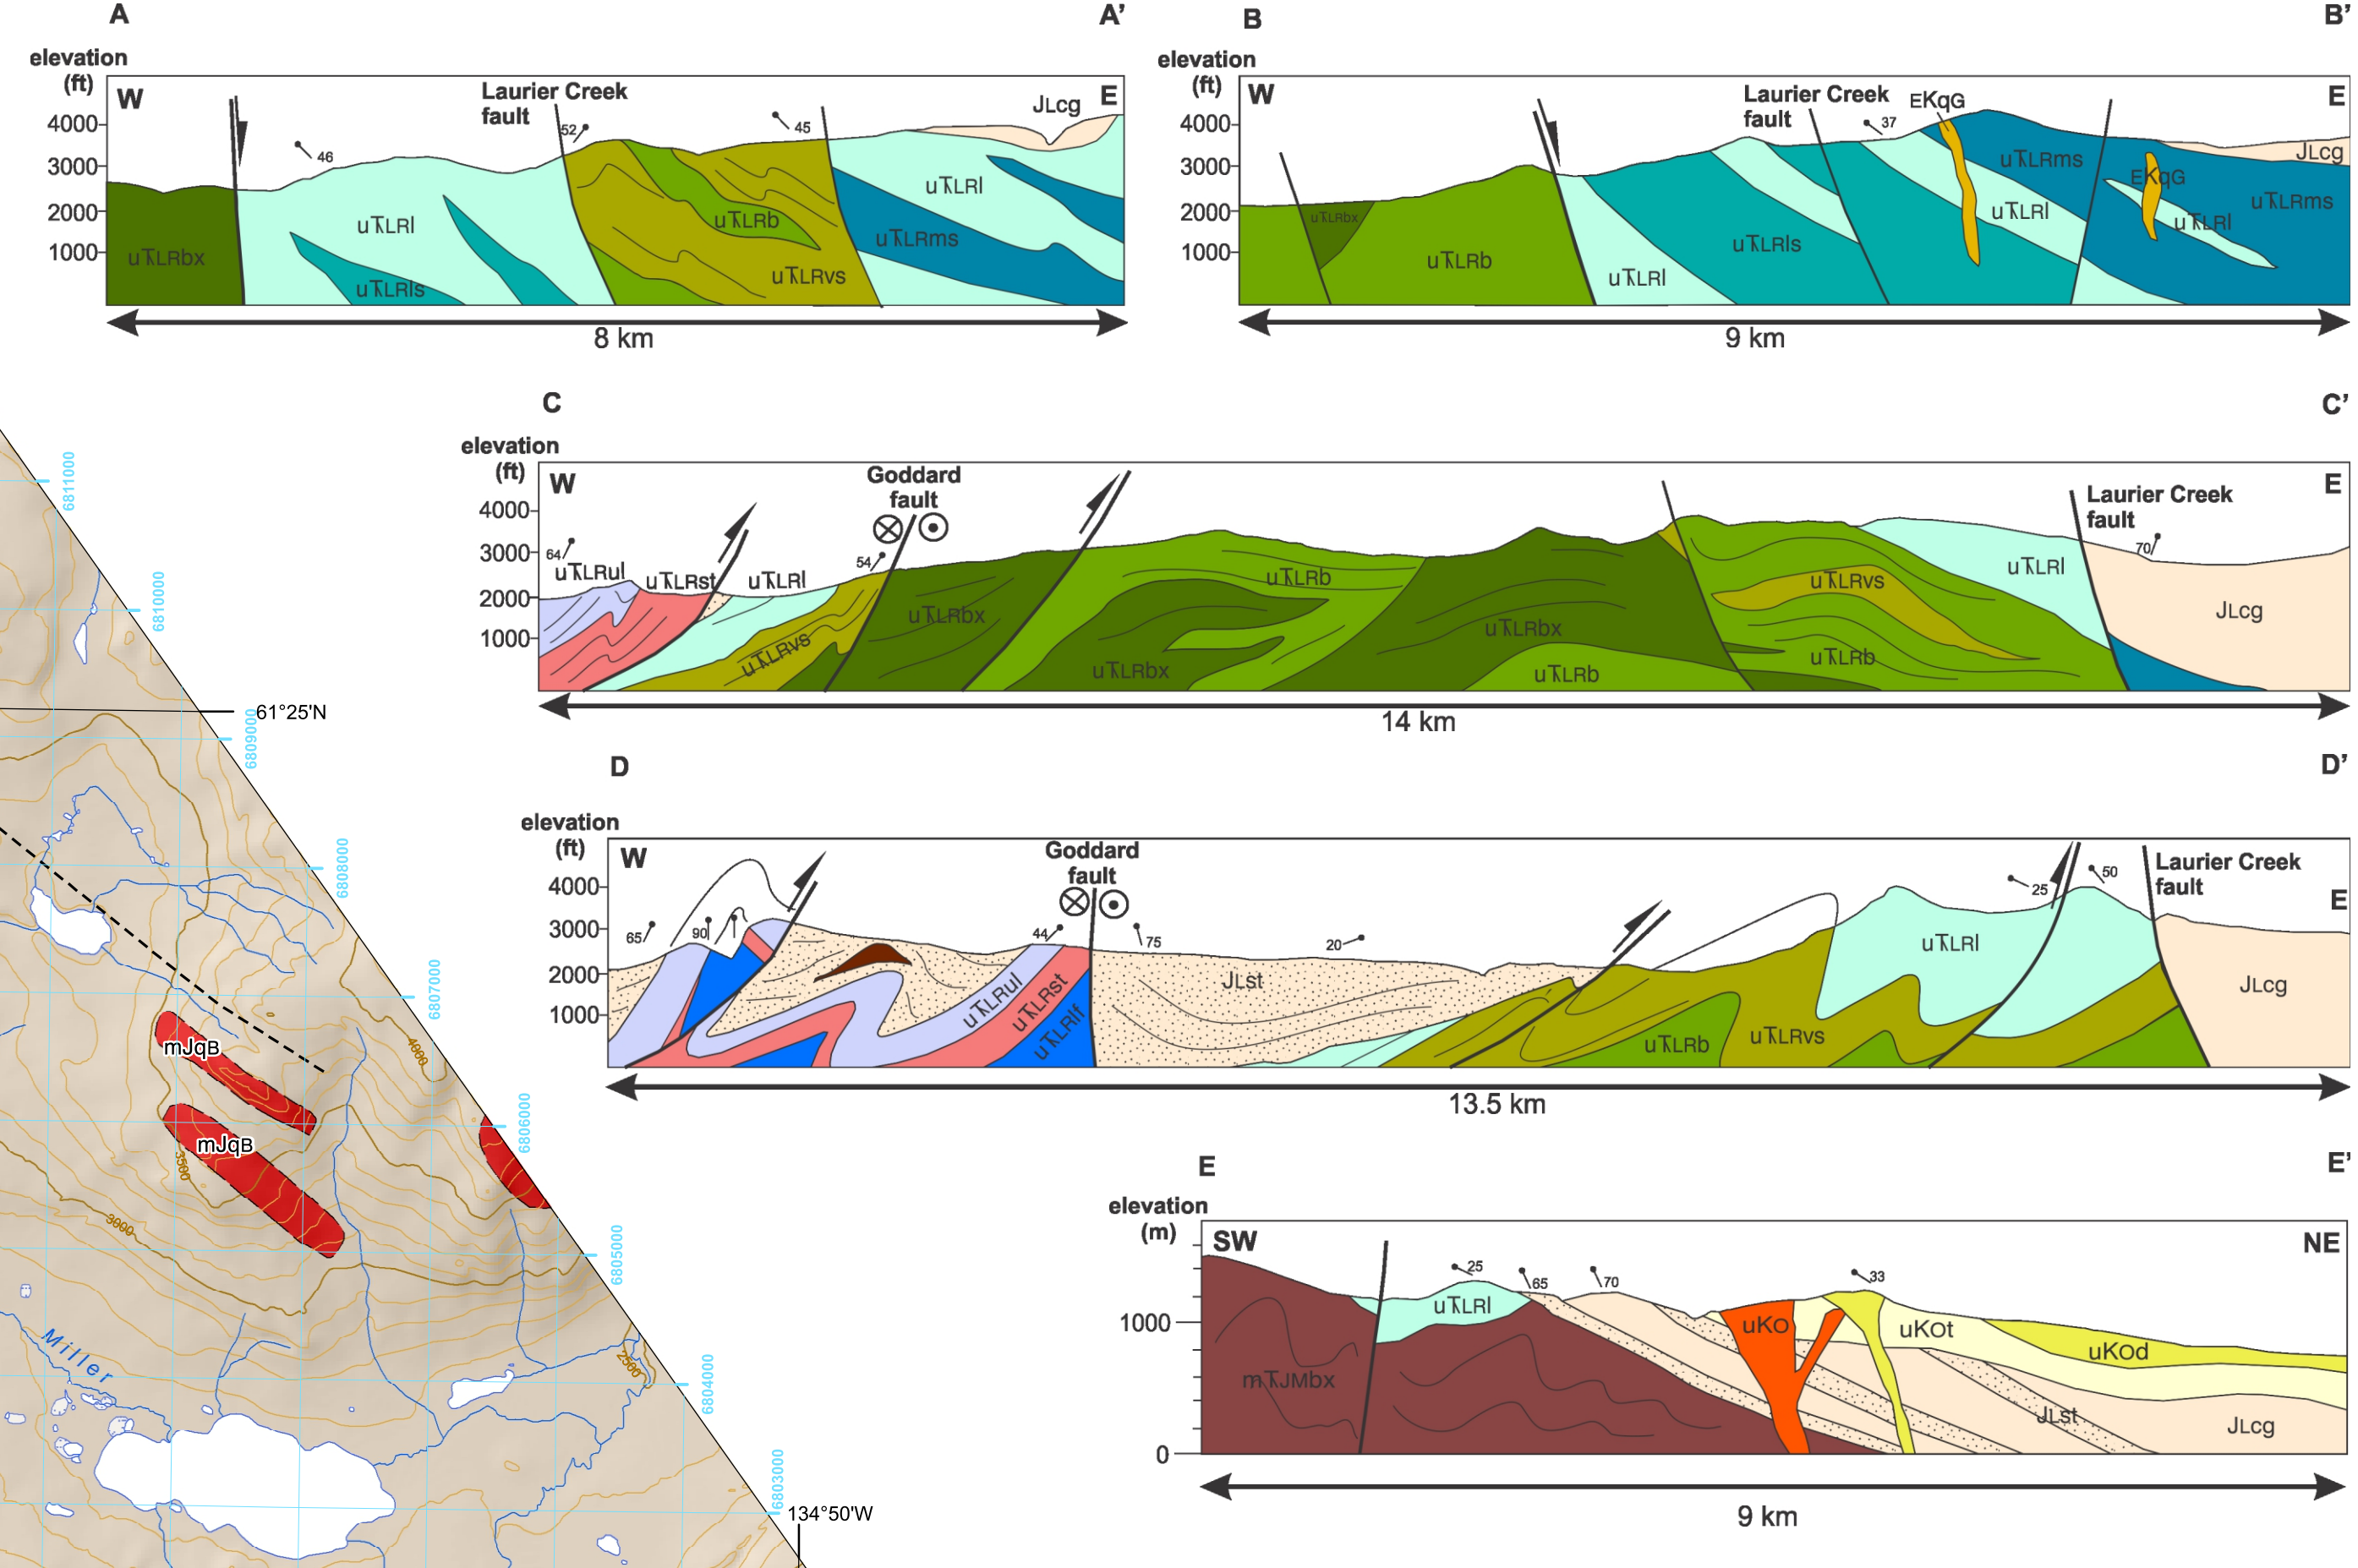 A
A'
elevation
(ft)
W
E
4000
3000
2000
1000
Laurier Creek
fault
46
52
45
JLcg
uTLRbx
uTLRl
uTLRls
uTLRb
uTLRvs
uTLRl
uTLRms
8 km
B
B'
elevation
(ft)
W
E
4000
3000
2000
1000
Laurier Creek
fault
EKqG
37
uTLRbx
uTLRb
uTLRl
uTLRls
uTLRl
uTLRms
EKqG
uTLRl
uTLRms
JLcg
9 km
C
C'
elevation
(ft)
W
E
4000
3000
2000
1000
Goddard
fault
Laurier Creek
fault
64
54
70
uTLRul
uTLRst
uTLRl
uTLRvs
uTLRbx
uTLRb
uTLRbx
uTLRbx
uTLRb
uTLRvs
uTLRb
uTLRl
JLcg
14 km
D
D'
elevation
(ft)
W
E
4000
3000
2000
1000
Goddard
fault
Laurier Creek
fault
65
90
44
75
20
25
50
uTLRul
uTLRst
uTLRlf
JLst
uTLRb
uTLRvs
uTLRl
JLcg
13.5 km
E
E'
elevation
(m)
SW
NE
1000
0
25
65
70
33
mTJMbx
uTLRl
uKO
uKOt
uKOd
JLst
JLcg
9 km
6811000
6810000
61°25'N
6809000
6808000
6807000
4000
mJqB
mJqB
3500
6806000
3000
6805000
Miller
2500
6804000
6803000
134°50'W